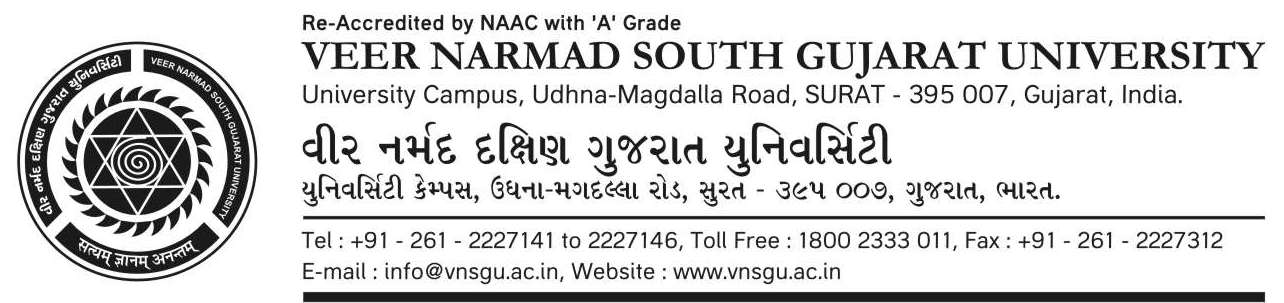 Re-Accredited by NAAC with 'A' Grade
VEER NARMAD SOUTH GUJARAT UNIVERSITY
University Campus, Udhna-Magdalla Road, SURAT - 395 007, Gujarat, India.
વીર નર્મદ દક્ષિણ ગુજરાત યુનિવર્સિટી
યુનિવર્સિટી કેમ્પસ, ઉધના-મગદલ્લા રોડ, સુરત - ૩૯૫ ૦૦૭, ગુજરાત, ભારત.
Tel : +91 - 261 - 2227141 to 2227146, Toll Free : 1800 2333 011, Fax : +91 - 261 - 2227312
E-mail : info@vnsgu.ac.in, Website : www.vnsgu.ac.in
વીર નર્મદ દક્ષિણ ગુજરાત યુનિવર્સિટી
VEER NARMAD SOUTH GUJARAT UNIVERSITY
सत्यम् ज्ञानम् अनन्तम्